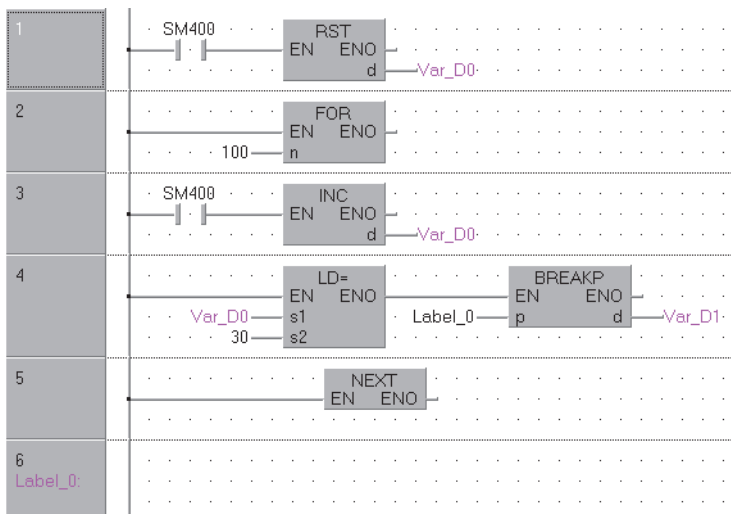 1
SM400
RST
EN ENO
d Var_D0
2
FOR
EN ENO
100 n
3
SM400
INC
EN ENO
d Var_D0
4
LD= BREAKP
EN ENO EN ENO
Var_D0 s1 Label_0 p d Var_D1
30 s2
5
NEXT
EN ENO
6
Label_0: